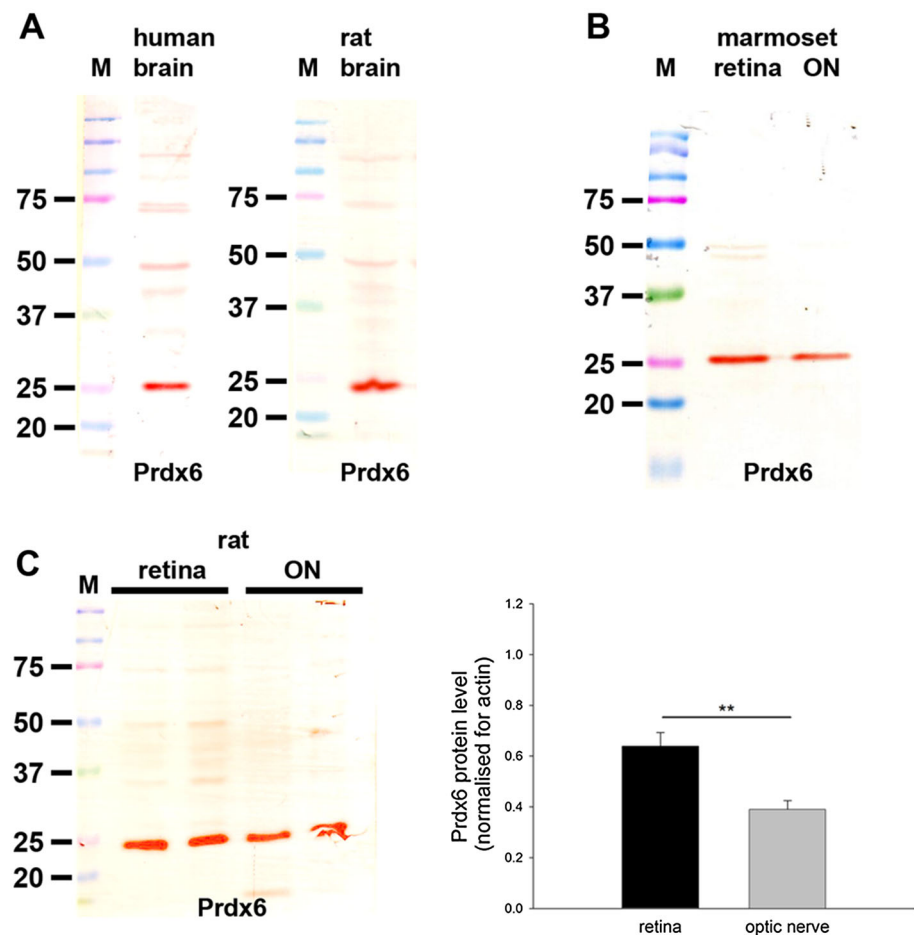 A
human
M brain
75
50
37
25
20
Prdx6
rat
M brain
75
50
37
25
20
Prdx6
B
marmoset
M retina ON
75
50
37
25
20
Prdx6
C
rat
retina ON
M
75
50
37
25
20
Prdx6
Prdx6 protein level
(normalised for actin)
1.2
1.0
0.8
0.6
0.4
0.2
0.0
**
retina optic nerve